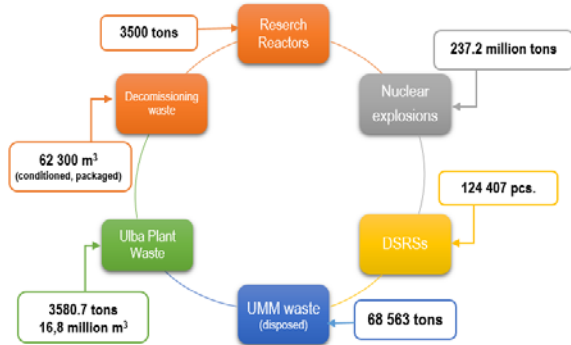 3500 tons
Reserch
Reactors
237.2 million tons
Nuclear
explosions
Decomissioning
waste
62 300 m³
(conditioned, packaged)
124 407 pcs.
DSRSs
Ulba Plant
Waste
3580.7 tons
16,8 million m³
UMM waste
(disposed)
68 563 tons